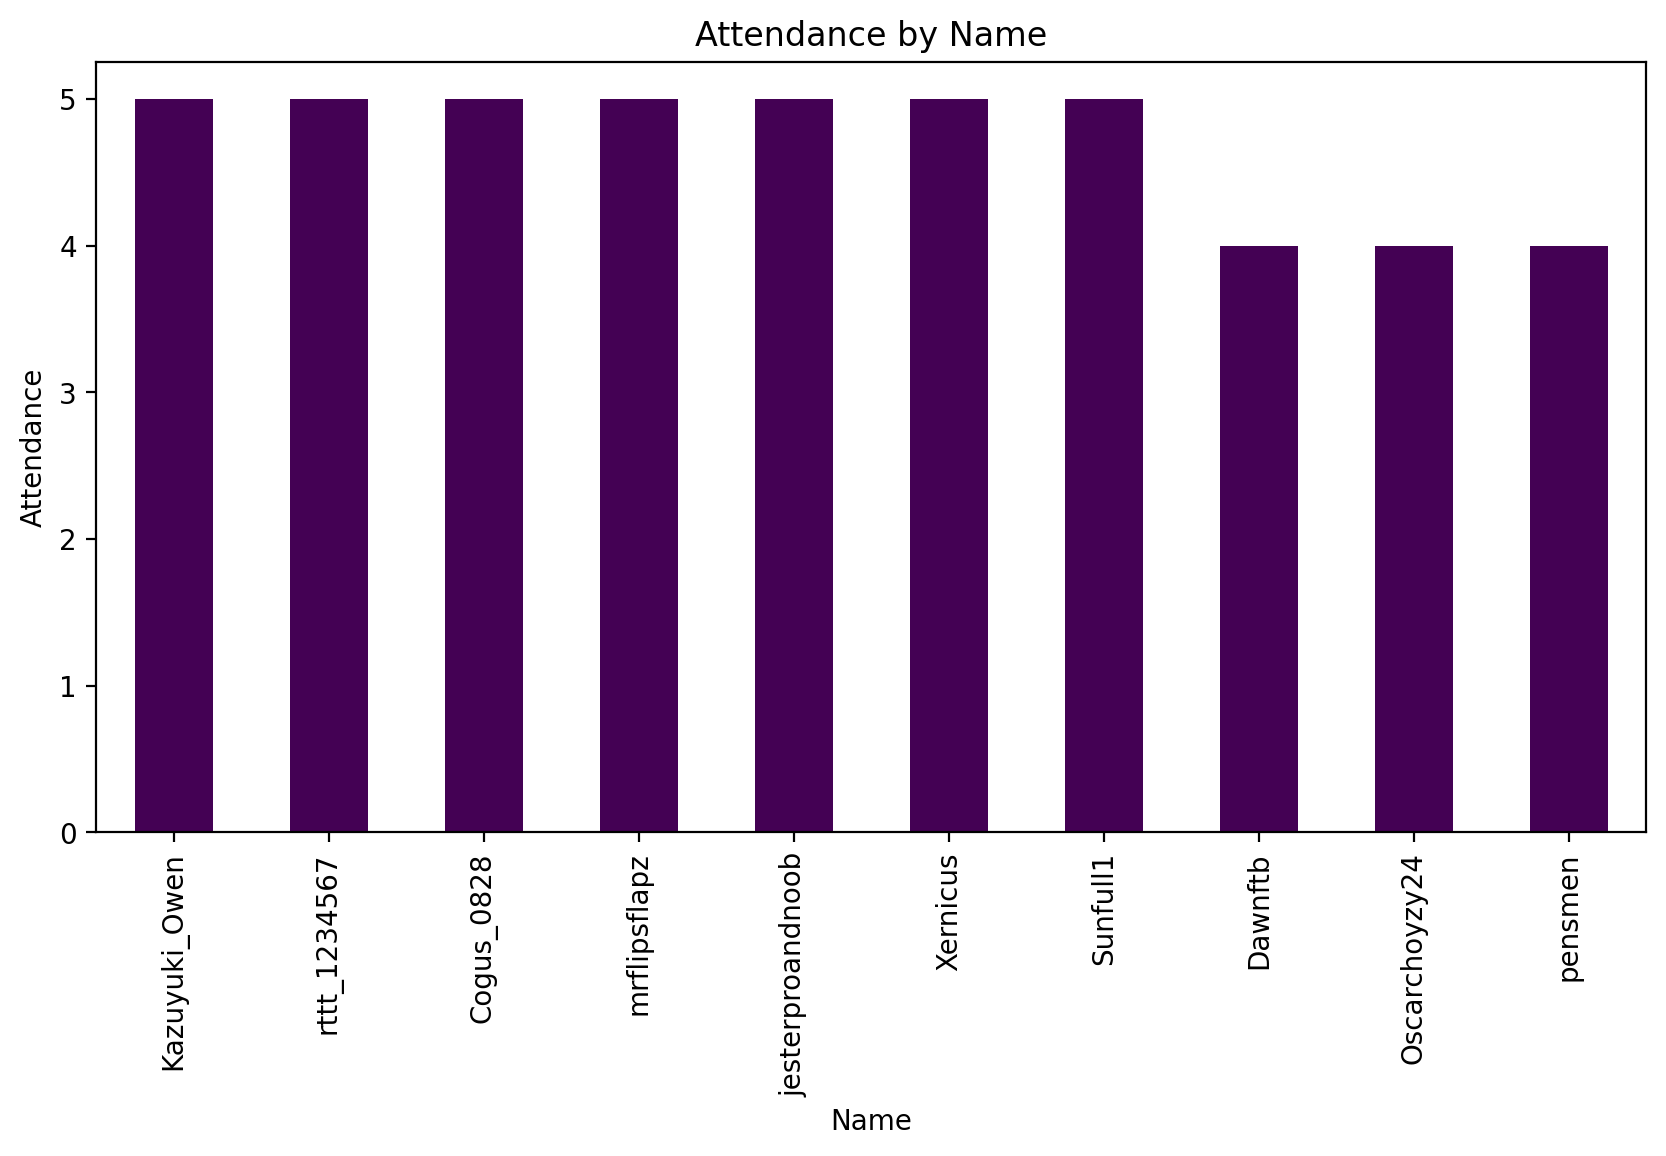 Attendance by Name
5
4
3
2
1
0
Attendance
Kazuyuki_Owen
rttt_1234567
Cogus_0828
mrflipsflapz
jesterproandnoob
Xernicus
Sunfull1
Dawnftb
Oscarchoyzy24
pensmen
Name